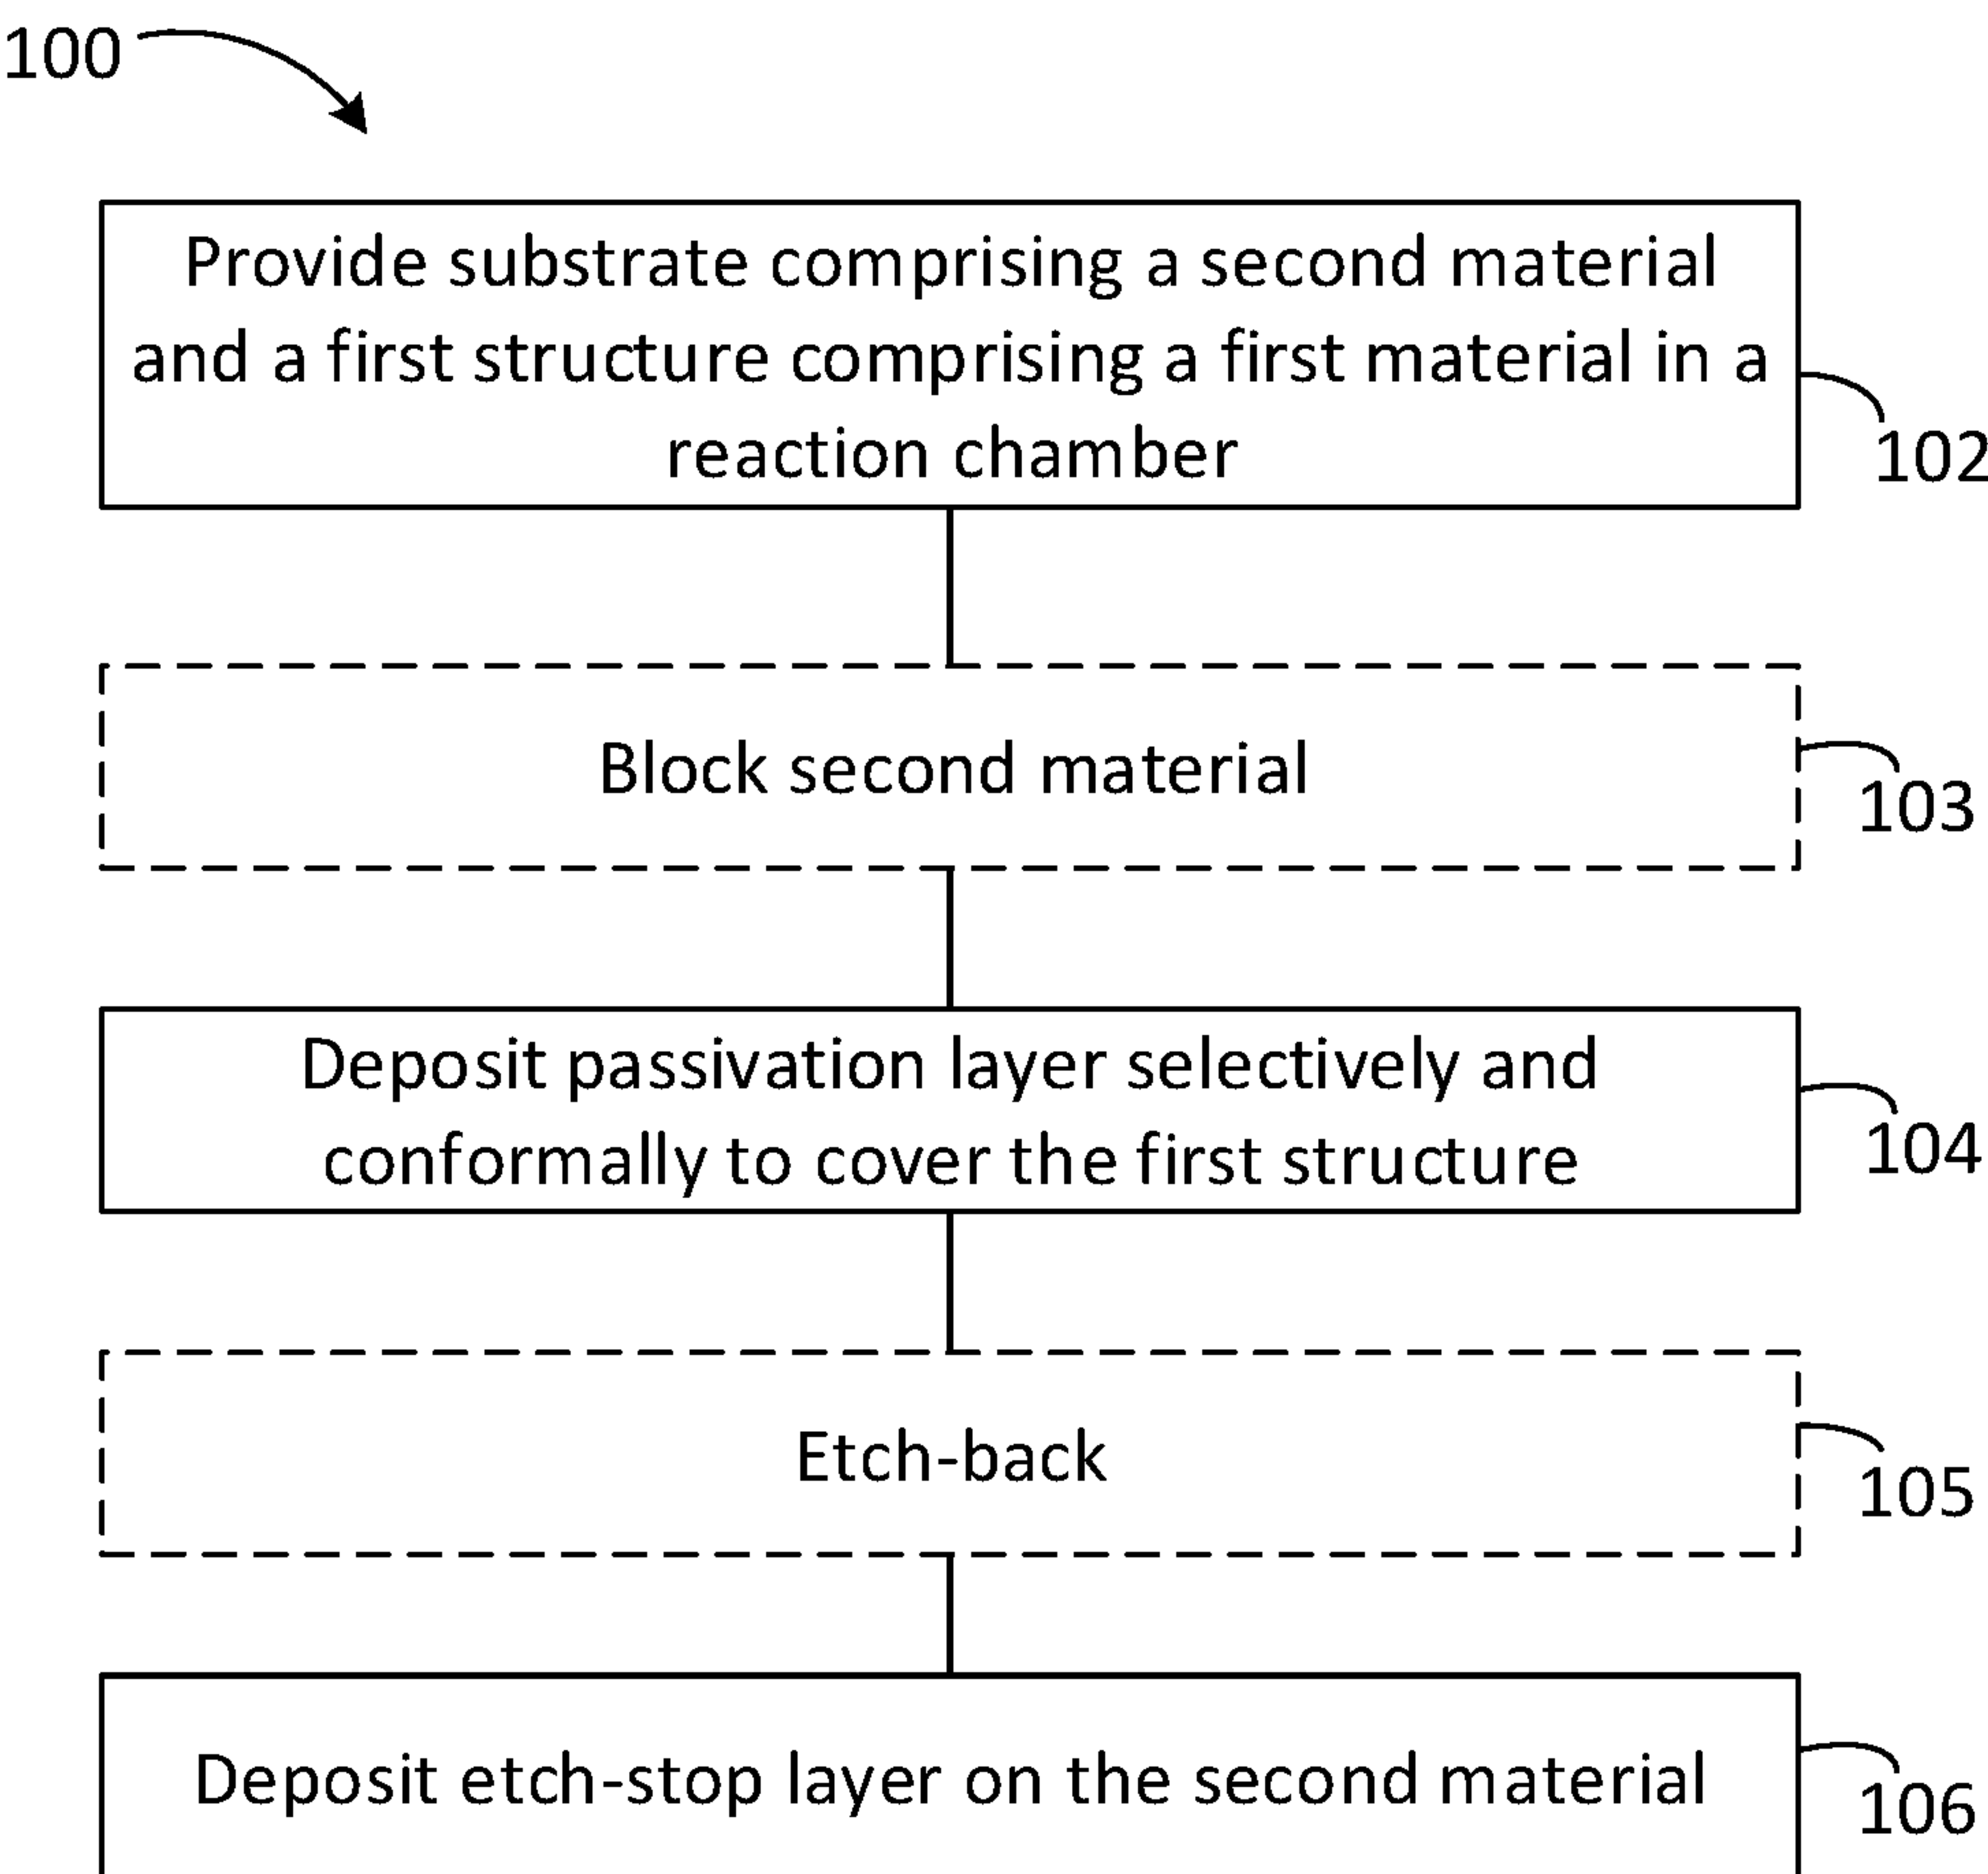 100
Provide substrate comprising a second material
and a first structure comprising a first material in a
reaction chamber
102
Block second material
103
Deposit passivation layer selectively and
conformally to cover the first structure
104
Etch-back
105
Deposit etch-stop layer on the second material
106